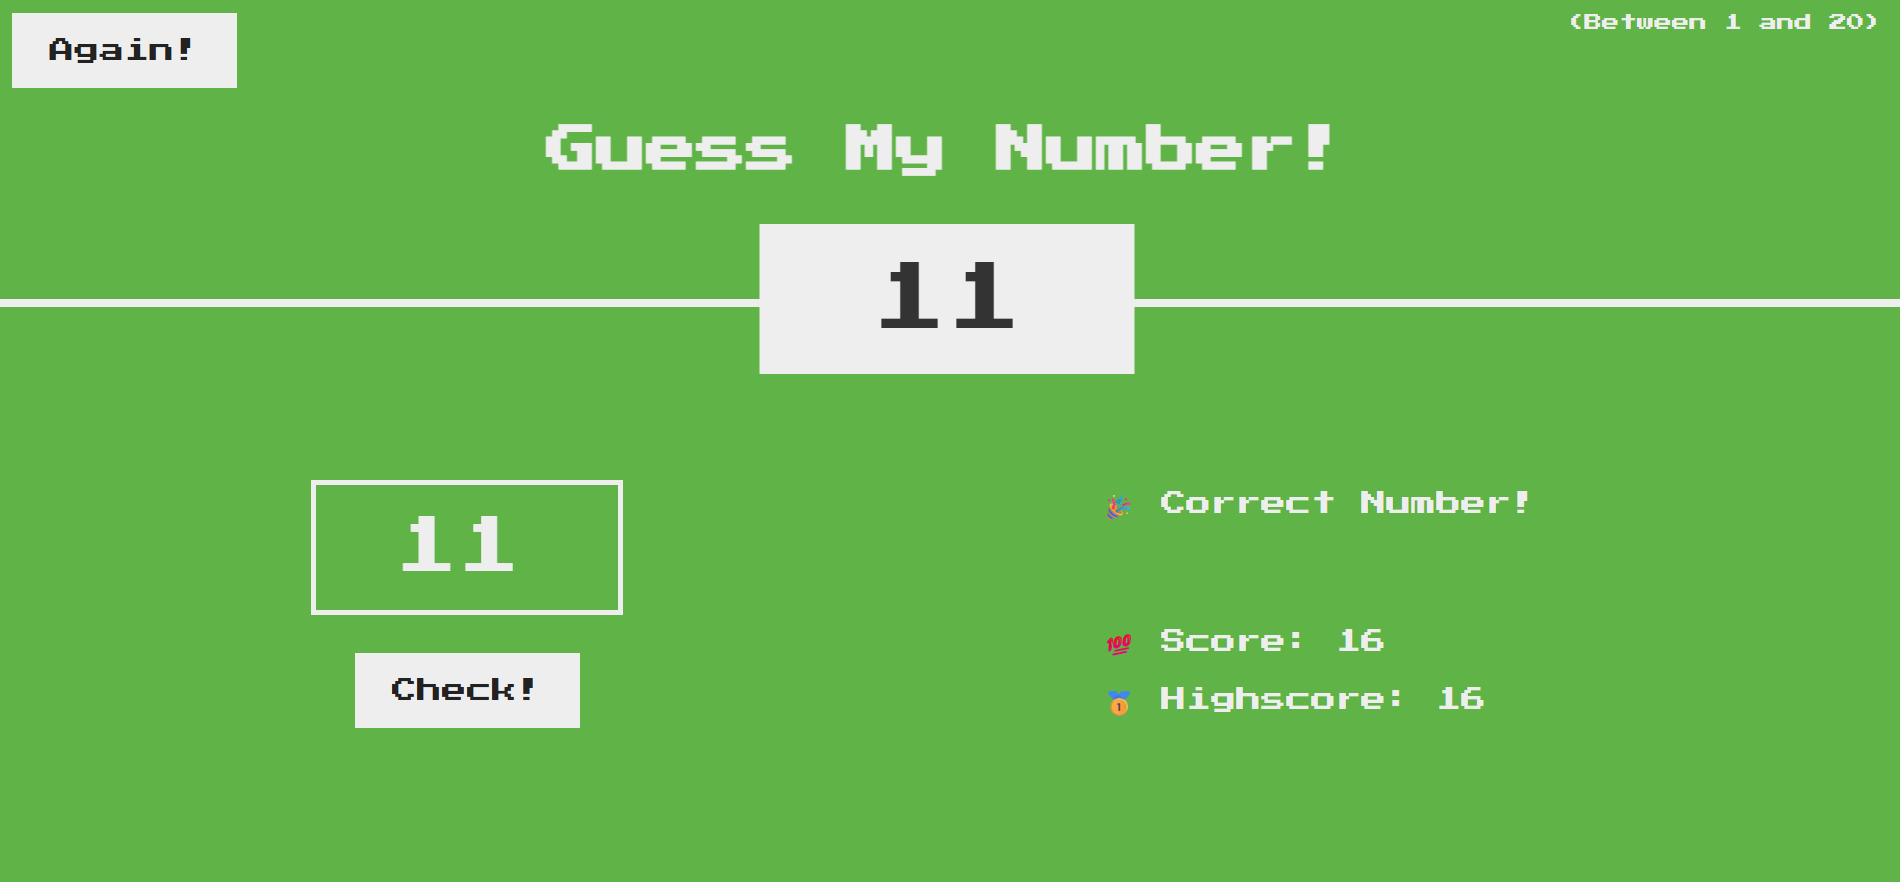 Again!
(Between 1 and 20)
Guess My Number!
11
11
Check!
🎉 Correct Number!
💯 Score: 16
🥇 Highscore: 16